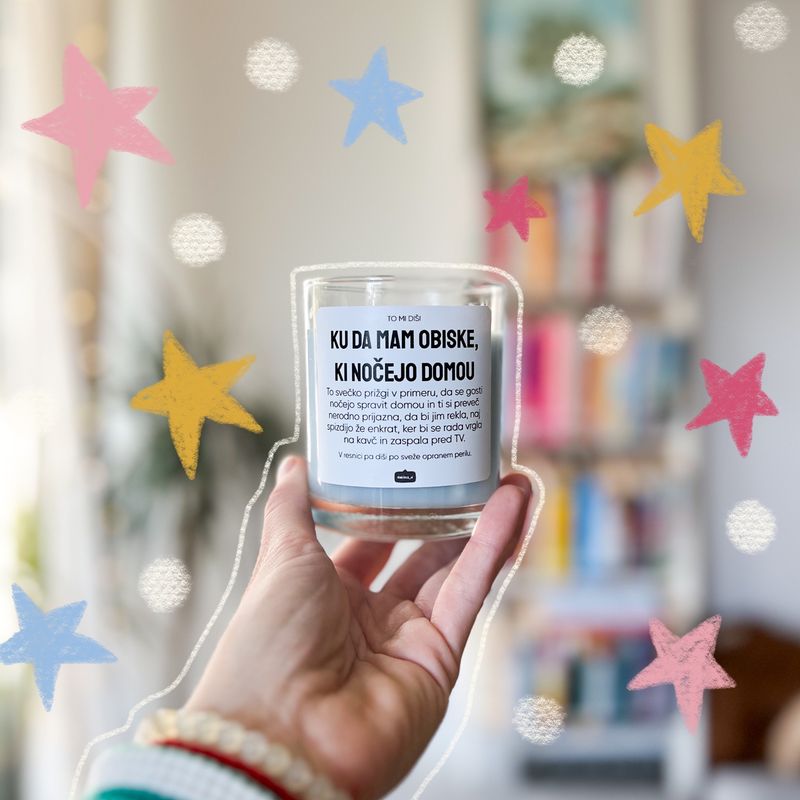 TO MI DIŠI
KU DA MAM OBISKE,
KI NOČEJO DOMOU
To svečko prižgi v primeru, da se gosti
nočejo spravit domou in ti si preveč
nerodno prijazna, da bi jim rekla, naj
spizdijo že enkrat, ker bi se rada vrgla
na kavč in zaspala pred TV.
V resnici pa diši po sveže opranem perilu.